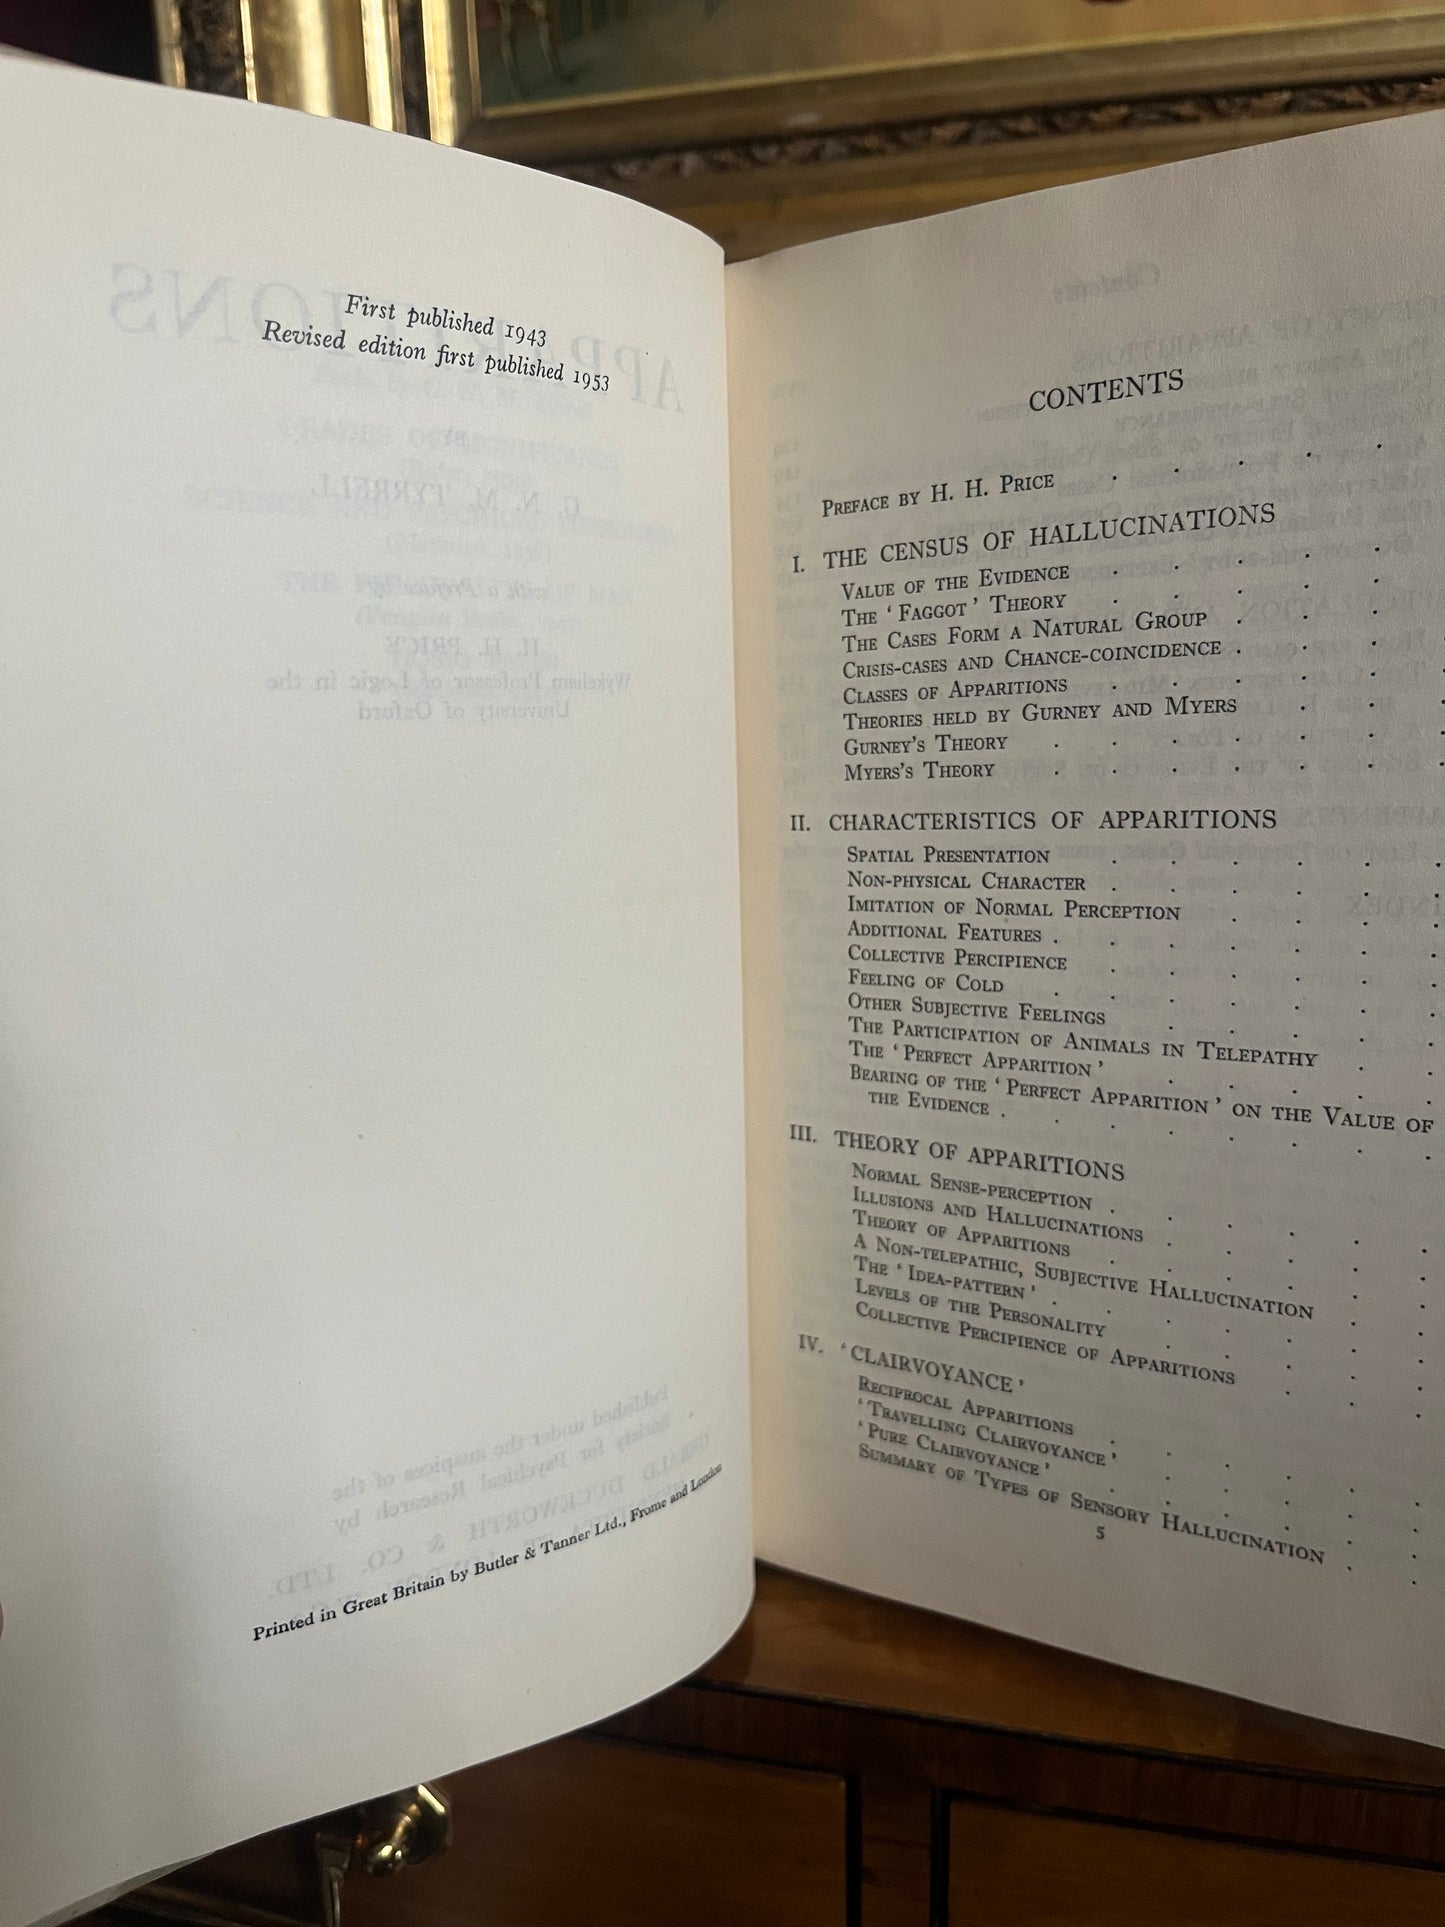 First published 1943
Revised edition first published 1953
Printed in Great Britain by Butler & Tanner Ltd., Frome and London
CONTENTS
PREFACE BY H. H. PRICE . . . . .
I. THE CENSUS OF HALLUCINATIONS
VALUE OF THE EVIDENCE . . . . .
THE ‘ FAGGOT ’ THEORY . . . . .
THE CASES FORM A NATURAL GROUP . . .
CRISIS-CASES AND CHANCE-COINCIDENCE . . .
CLASSES OF APPARITIONS . . . . .
THEORIES HELD BY GURNEY AND MYERS . . .
GURNEY’S THEORY . . . . . . .
MYERS’S THEORY . . . . . . .
II. CHARACTERISTICS OF APPARITIONS
SPATIAL PRESENTATION . . . . . .
NON-PHYSICAL CHARACTER . . . . . .
IMITATION OF NORMAL PERCEPTION . . . .
ADDITIONAL FEATURES . . . . . . .
COLLECTIVE PERCIPIENCE . . . . . .
FEELING OF COLD . . . . . . .
OTHER SUBJECTIVE FEELINGS . . . . .
THE PARTICIPATION OF ANIMALS IN TELEPATHY . .
THE ‘ PERFECT APPARITION ’ . . . . .
BEARING OF THE ‘ PERFECT APPARITION ’ ON THE VALUE OF
THE EVIDENCE . . . . . . . .
III. THEORY OF APPARITIONS
NORMAL SENSE-PERCEPTION . . . . . .
ILLUSIONS AND HALLUCINATIONS . . . . .
THEORY OF APPARITIONS . . . . . .
A NON-TELEPATHIC, SUBJECTIVE HALLUCINATION . .
THE ‘ IDEA-PATTERN ’ . . . . . . .
LEVELS OF THE PERSONALITY . . . . .
COLLECTIVE PERCIPIENCE OF APPARITIONS . . .
IV. ‘ CLAIRVOYANCE ’
RECIPROCAL APPARITIONS . . . . . .
‘ TRAVELLING CLAIRVOYANCE ’ . . . . .
‘ PURE CLAIRVOYANCE ’ . . . . . .
SUMMARY OF TYPES OF SENSORY HALLUCINATION . .
5